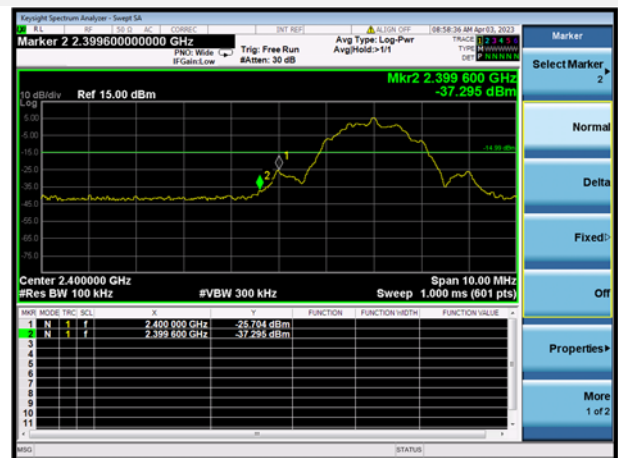 Keysight Spectrum Analyzer - Swept SA
RL RF 50 Ω AC CORREC INT REF ALIGN OFF 08:58:36 AM Apr 03, 2023
Marker 2 2.399600000000 GHz
PNO: Wide
IFGain:Low
Trig: Free Run
#Atten: 30 dB
Avg Type: Log-Pwr
Avg|Hold:>1/1
TRACE 1 2 3 4 5 6
TYPE M WWWWW
DET P N N N N N
Mkr2 2.399 600 GHz
-37.295 dBm
10 dB/div Ref 15.00 dBm
Log
5.00
-5.00
-15.0
-25.0
-35.0
-45.0
-55.0
-65.0
-75.0
1
2
Center 2.400000 GHz
Span 10.00 MHz
#Res BW 100 kHz
#VBW 300 kHz
Sweep 1.000 ms (601 pts)
MKR MODE TRC SCL X Y FUNCTION FUNCTION WIDTH FUNCTION VALUE
1 N 1 f 2.400 000 GHz -25.704 dBm
2 N 1 f 2.399 600 GHz -37.295 dBm
3
4
5
6
7
8
9
10
11
MSG
STATUS
Marker
Select Marker
2
Normal
Delta
Fixed
Off
Properties
More
1 of 2